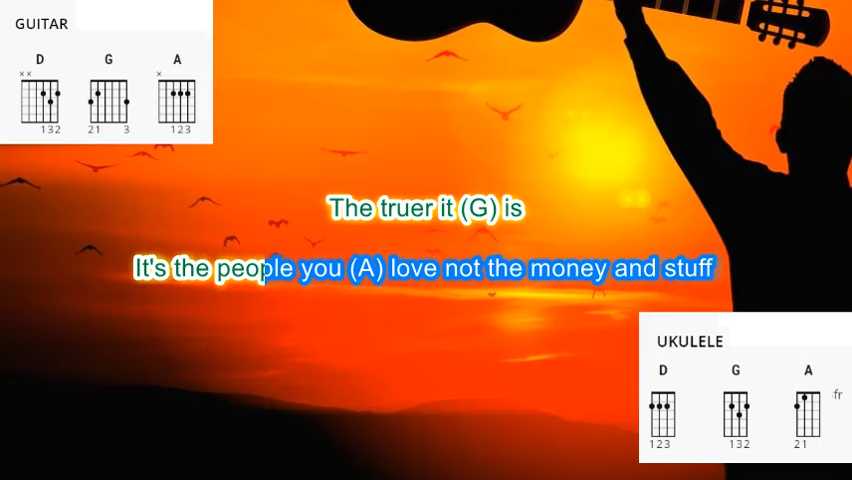 GUITAR
D G A
x x x
132 21 3 123
The truer it (G) is
It's the people you (A) love not the money and stuff
UKULELE
D G A
fr
123 132 21